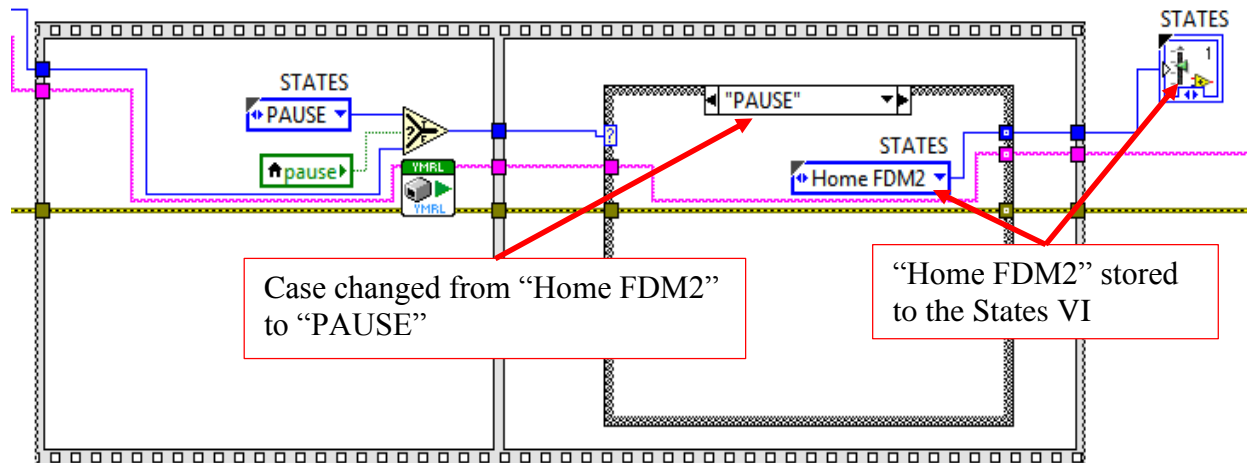 STATES
STATES
1
PAUSE
"PAUSE"
?
?
T
F
STATES
pause
YMRL
Home FDM2
YMRL
Case changed from “Home FDM2”
to “PAUSE”
“Home FDM2” stored
to the States VI